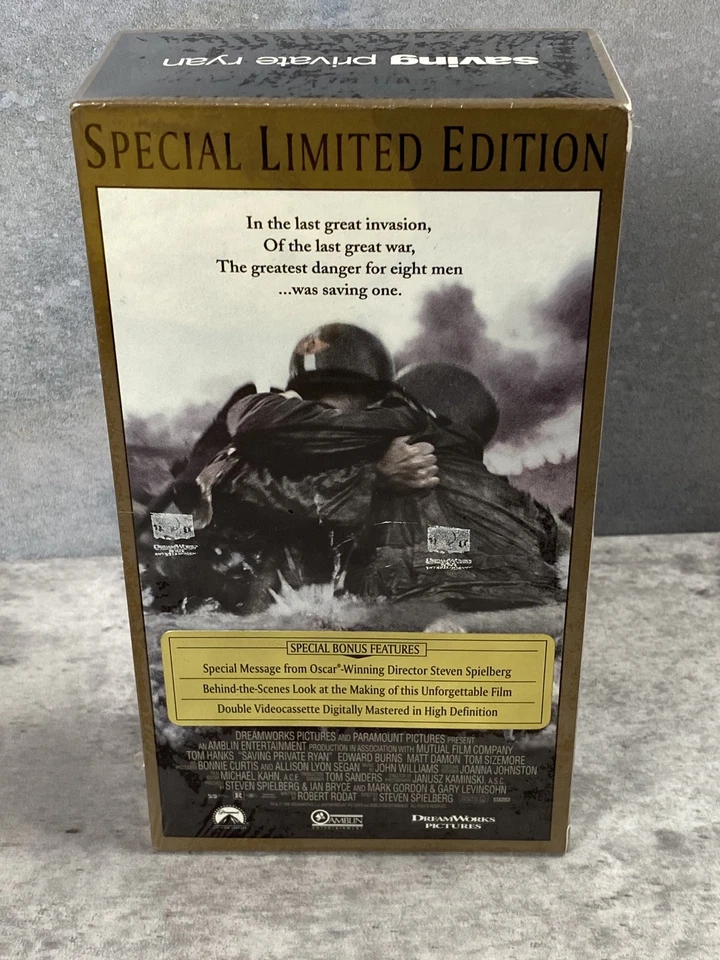 saving private ryan
SPECIAL LIMITED EDITION
In the last great invasion,
Of the last great war,
The greatest danger for eight men
...was saving one.
SPECIAL BONUS FEATURES
Special Message from Oscar®-Winning Director Steven Spielberg
Behind-the-Scenes Look at the Making of this Unforgettable Film
Double Videocassette Digitally Mastered in High Definition
DREAMWORKS PICTURES AND PARAMOUNT PICTURES PRESENT
AN AMBLIN ENTERTAINMENT PRODUCTION IN ASSOCIATION WITH MUTUAL FILM COMPANY
TOM HANKS "SAVING PRIVATE RYAN" EDWARD BURNS MATT DAMON TOM SIZEMORE
BONNIE CURTIS AND ALLISON LYON SEGAN JOHN WILLIAMS JOANNA JOHNSTON
MICHAEL KAHN, A.C.E. TOM SANDERS JANUSZ KAMINSKI, A.S.C.
STEVEN SPIELBERG & IAN BRYCE AND MARK GORDON & GARY LEVINSOHN
R ROBERT RODAT STEVEN SPIELBERG
AMBLIN
ENTERTAINMENT
DREAMWORKS
PICTURES